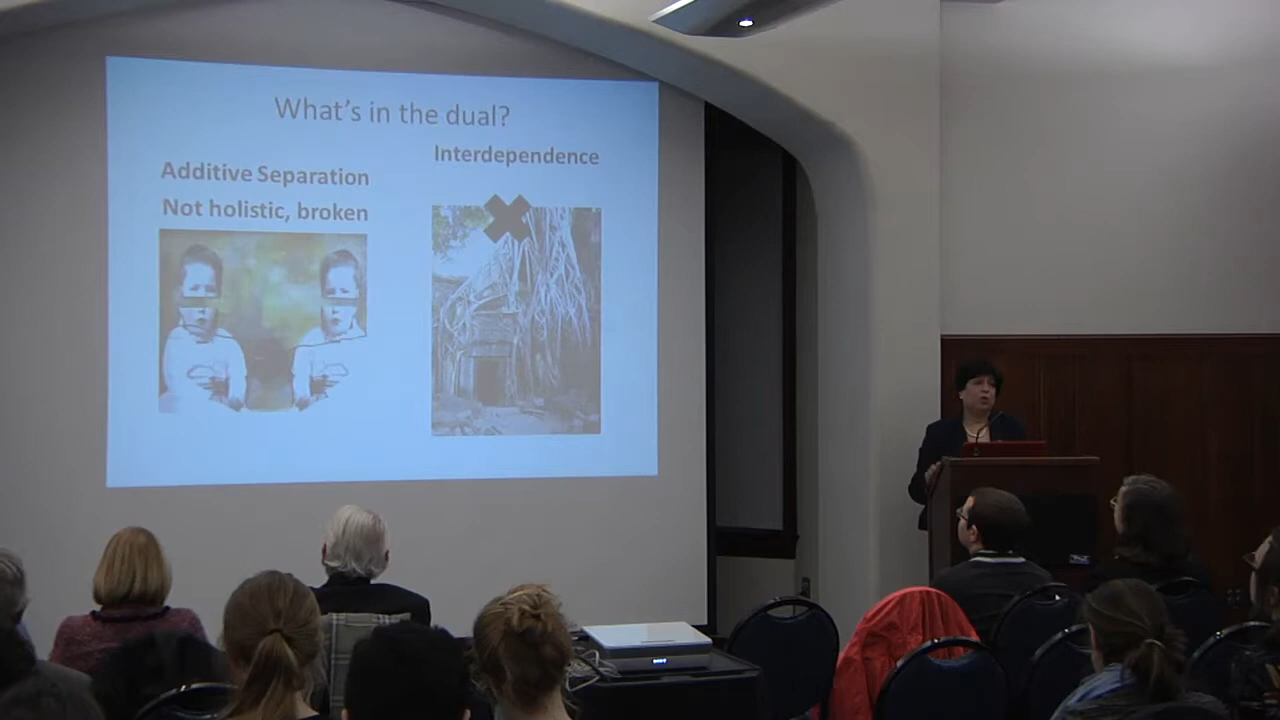 What's in the dual?
Additive Separation
Not holistic, broken
Interdependence